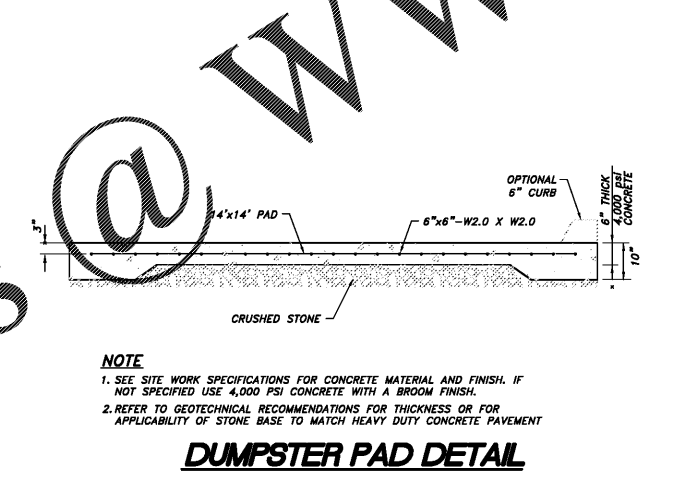 @ WW
OPTIONAL
6" CURB
6" THICK
4,000 psi
CONCRETE
3"
14'x14' PAD
6"x6"-W2.0 X W2.0
10"
CRUSHED STONE
NOTE
1. SEE SITE WORK SPECIFICATIONS FOR CONCRETE MATERIAL AND FINISH. IF
NOT SPECIFIED USE 4,000 PSI CONCRETE WITH A BROOM FINISH.
2. REFER TO GEOTECHNICAL RECOMMENDATIONS FOR THICKNESS OR FOR
APPLICABILITY OF STONE BASE TO MATCH HEAVY DUTY CONCRETE PAVEMENT
DUMPSTER PAD DETAIL